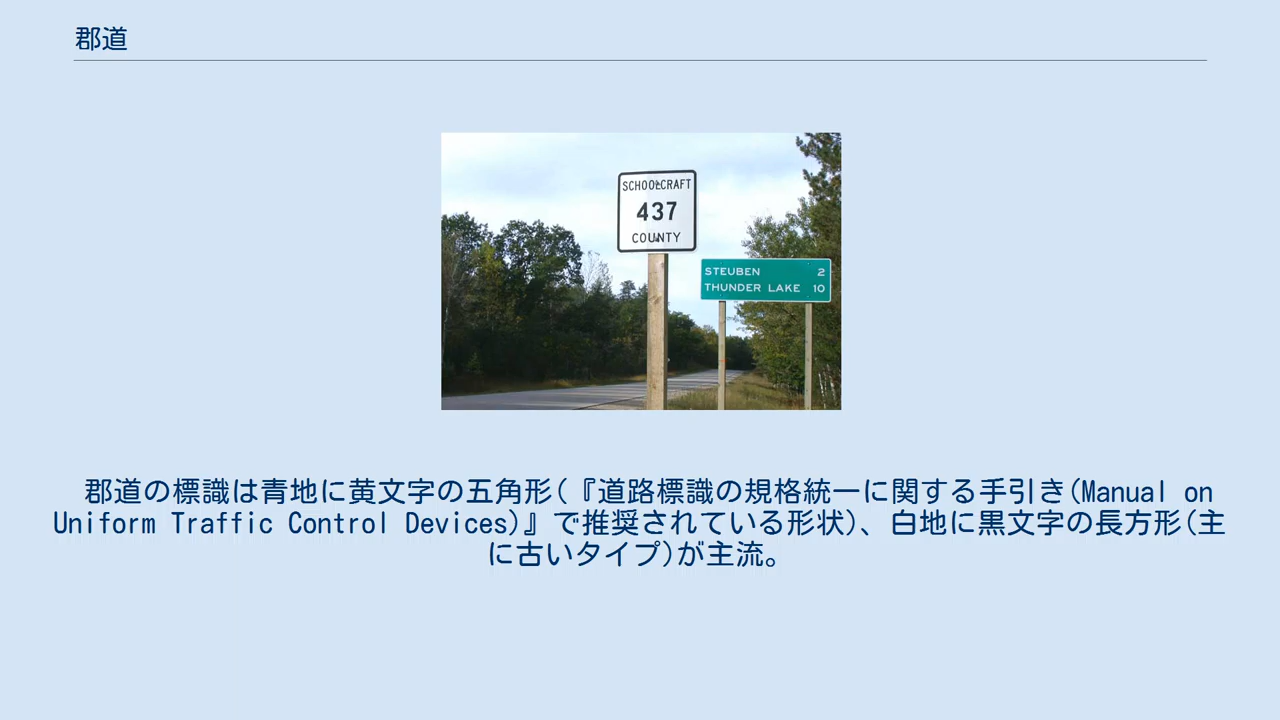 郡道
SCHOOLCRAFT
437
COUNTY
STEUBEN 2
THUNDER LAKE 10
郡道の標識は青地に黄文字の五角形(『道路標識の規格統一に関する手引き(Manual on
Uniform Traffic Control Devices)』で推奨されている形状)、白地に黒文字の長方形(主
に古いタイプ)が主流。